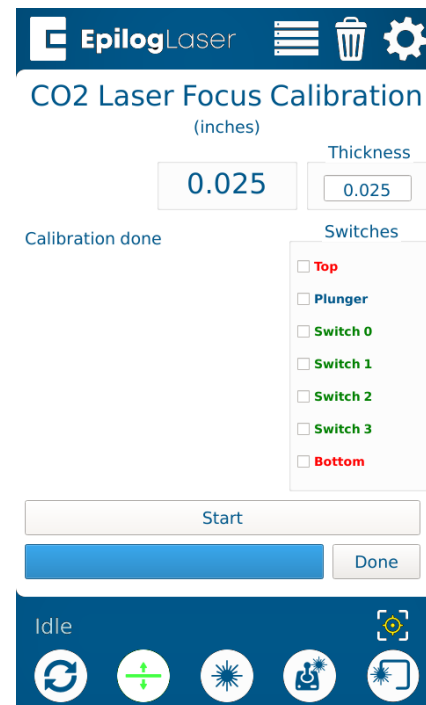 EpilogLaser
CO2 Laser Focus Calibration
(inches)
Thickness
0.025
0.025
Calibration done
Switches
Top
Plunger
Switch 0
Switch 1
Switch 2
Switch 3
Bottom
Start
Done
Idle